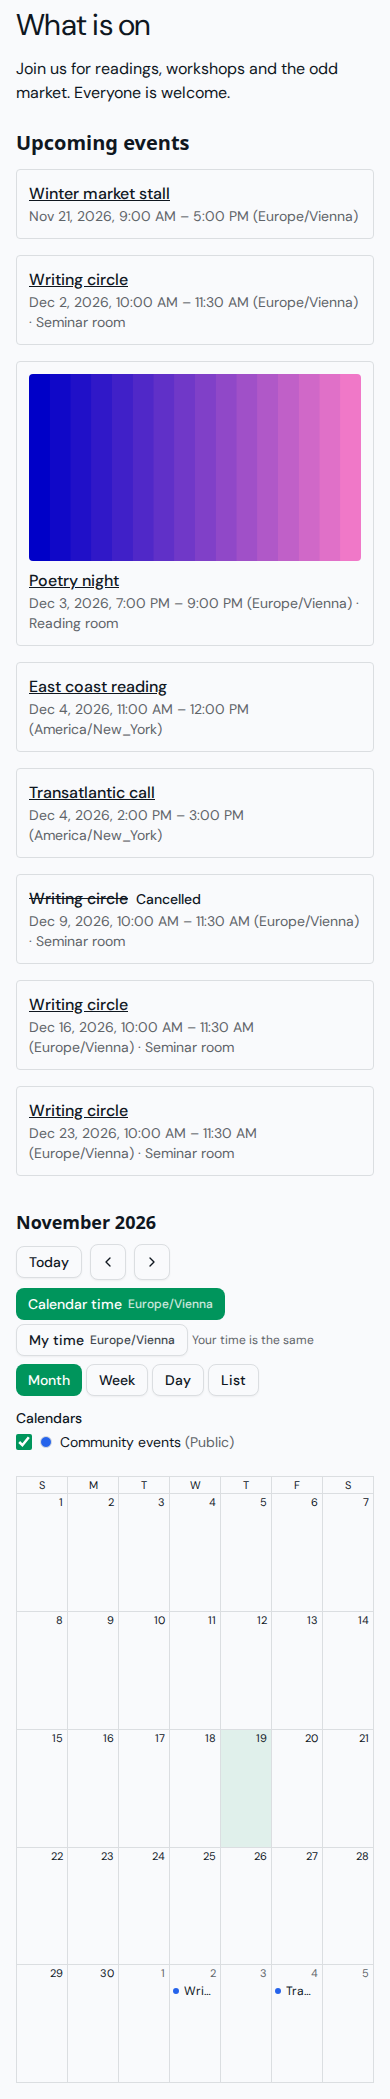 What is on
Join us for readings, workshops and the odd
market. Everyone is welcome.
Upcoming events
Winter market stall
Nov 21, 2026, 9:00 AM – 5:00 PM (Europe/Vienna)
Writing circle
Dec 2, 2026, 10:00 AM – 11:30 AM (Europe/Vienna)
· Seminar room
Poetry night
Dec 3, 2026, 7:00 PM – 9:00 PM (Europe/Vienna) ·
Reading room
East coast reading
Dec 4, 2026, 11:00 AM – 12:00 PM
(America/New_York)
Transatlantic call
Dec 4, 2026, 2:00 PM – 3:00 PM
(America/New_York)
Writing circle Cancelled
Dec 9, 2026, 10:00 AM – 11:30 AM (Europe/Vienna)
· Seminar room
Writing circle
Dec 16, 2026, 10:00 AM – 11:30 AM
(Europe/Vienna) · Seminar room
Writing circle
Dec 23, 2026, 10:00 AM – 11:30 AM
(Europe/Vienna) · Seminar room
November 2026
Today
Calendar time Europe/Vienna
My time Europe/Vienna Your time is the same
Month Week Day List
Calendars
Community events (Public)
S M T W T F S
1 2 3 4 5 6 7
8 9 10 11 12 13 14
15 16 17 18 19 20 21
22 23 24 25 26 27 28
29 30 1 2 3 4 5
Wri... Tra...